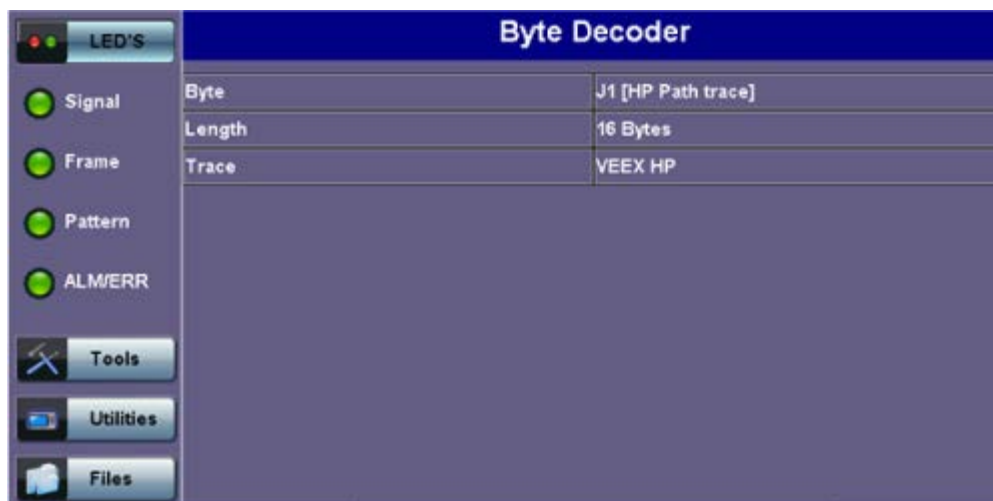 LED'S
Byte Decoder
Signal
Byte J1 [HP Path trace]
Length 16 Bytes
Frame
Trace VEEX HP
Pattern
ALM/ERR
Tools
Utilities
Files